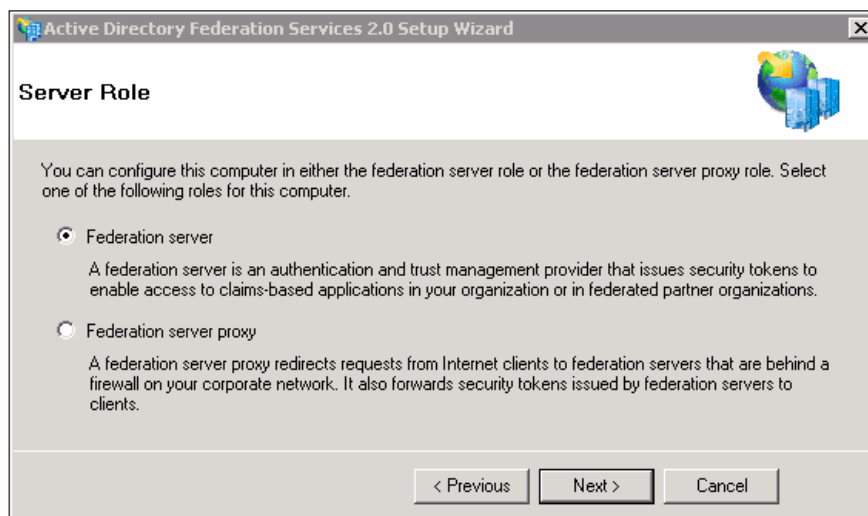 Active Directory Federation Services 2.0 Setup Wizard
Server Role
You can configure this computer in either the federation server role or the federation server proxy role. Select
one of the following roles for this computer.
Federation server
A federation server is an authentication and trust management provider that issues security tokens to
enable access to claims-based applications in your organization or in federated partner organizations.
Federation server proxy
A federation server proxy redirects requests from Internet clients to federation servers that are behind a
firewall on your corporate network. It also forwards security tokens issued by federation servers to
clients.
< Previous
Next >
Cancel